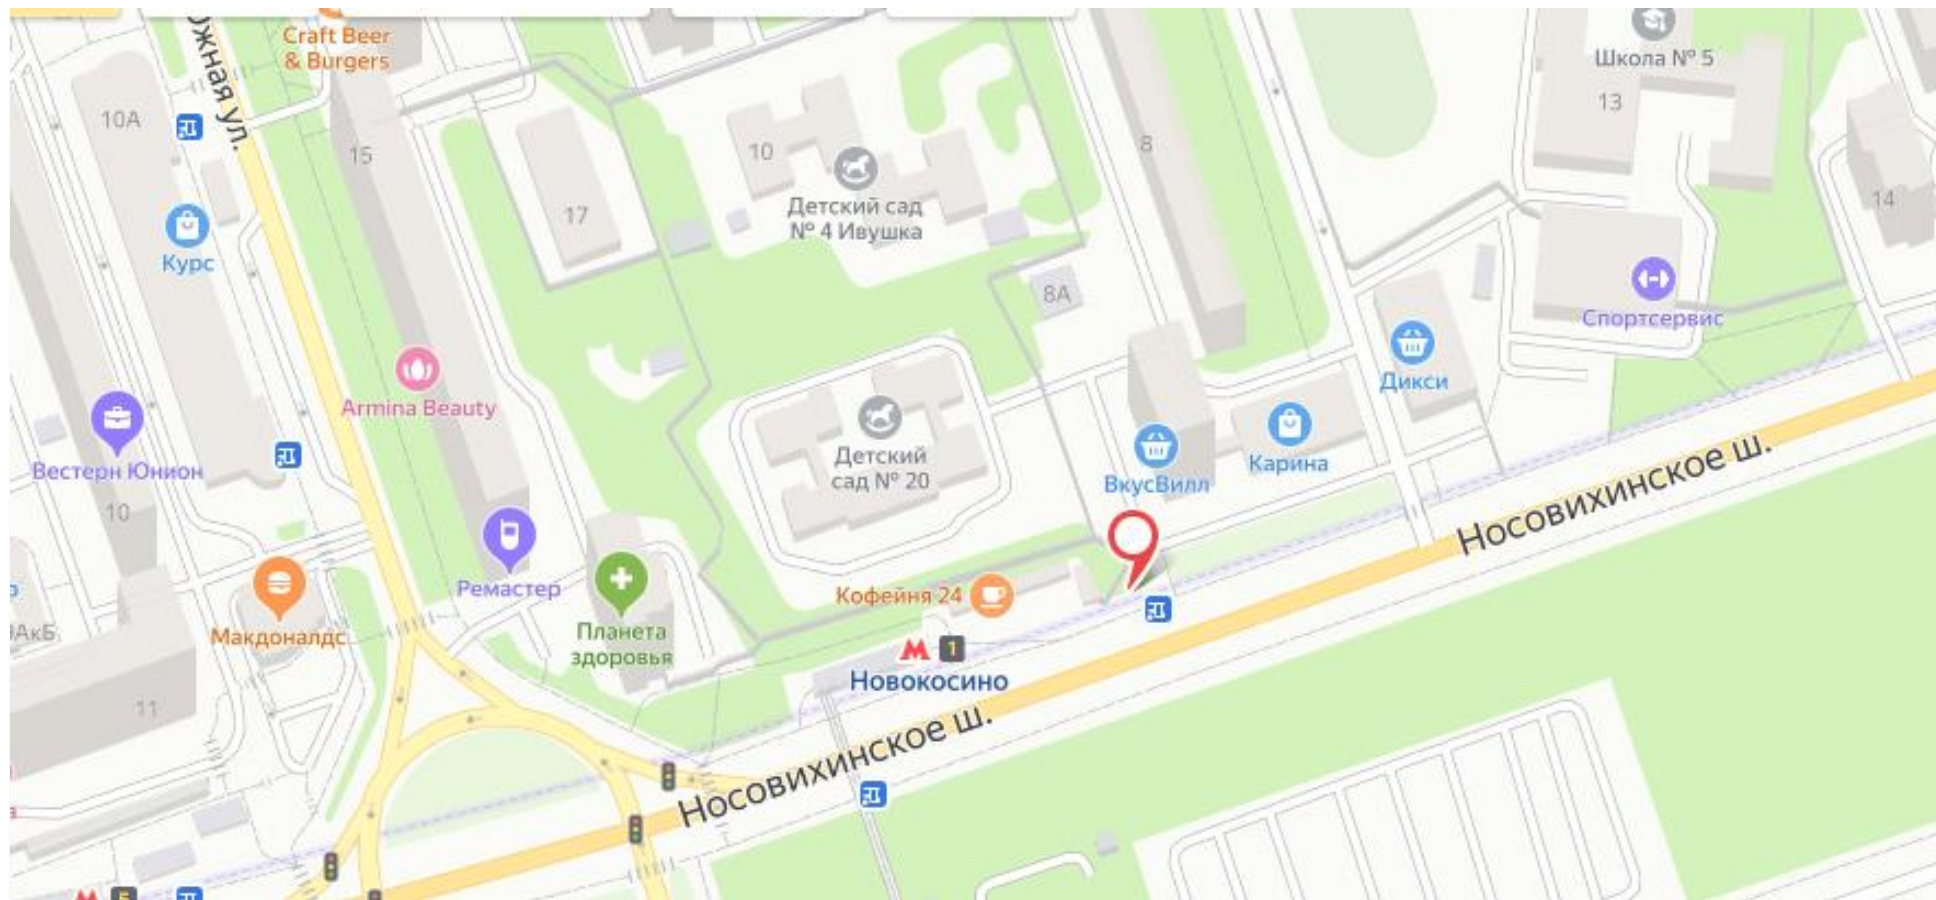 Craft Beer
& Burgers
Школа № 5
13
10А
15
10
8
17
Детский сад
№ 4 Ивушка
14
Курс
8А
Спортсервис
Дикси
Armina Beauty
Вестерн Юнион
Детский
сад № 20
ВкусВилл
Карина
Носовихинское ш.
10
Ремастер
Макдоналдс
Планета
здоровья
Кофейня 24
1
Новокосино
11
Носовихинское ш.
5